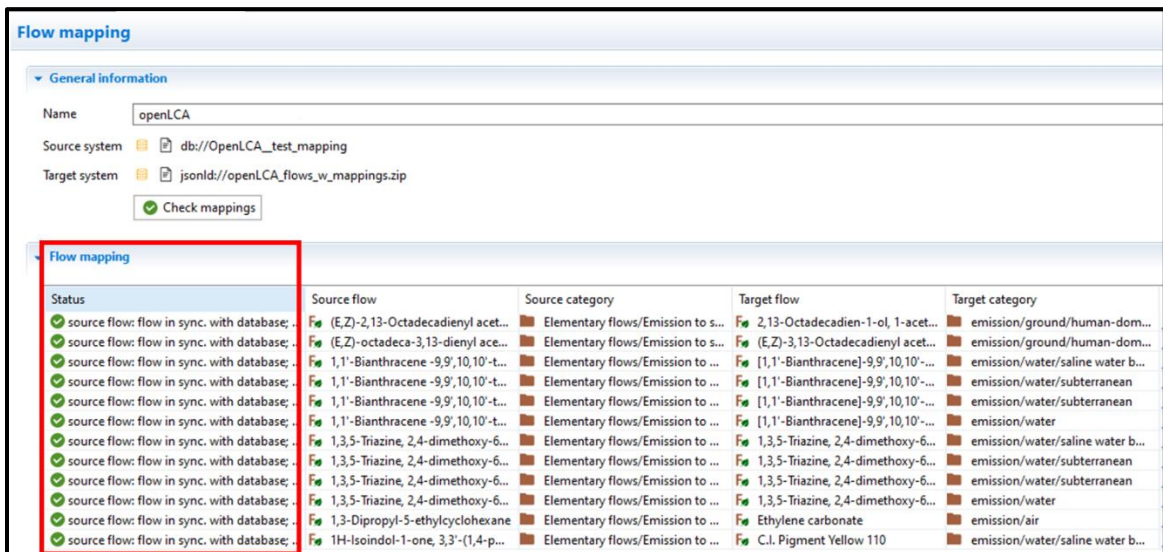 Flow mapping
General information
Name openLCA
Source system db://OpenLCA__test_mapping
Target system jsonld://openLCA_flows_w_mappings.zip
Check mappings
Flow mapping
Status Source flow Source category Target flow Target category
source flow: flow in sync. with database; .. (E,Z)-2,13-Octadecadienyl acet... Elementary flows/Emission to s... 2,13-Octadecadien-1-ol, 1-acet... emission/ground/human-dom...
source flow: flow in sync. with database; .. (E,Z)-octadeca-3,13-dienyl ace... Elementary flows/Emission to s... (E,Z)-3,13-Octadecadienyl acet... emission/ground/human-dom...
source flow: flow in sync. with database; .. 1,1'-Bianthracene -9,9',10,10'-t... Elementary flows/Emission to ... [1,1'-Bianthracene]-9,9',10,10'-... emission/water/saline water b...
source flow: flow in sync. with database; .. 1,1'-Bianthracene -9,9',10,10'-t... Elementary flows/Emission to ... [1,1'-Bianthracene]-9,9',10,10'-... emission/water/subterranean
source flow: flow in sync. with database; .. 1,1'-Bianthracene -9,9',10,10'-t... Elementary flows/Emission to ... [1,1'-Bianthracene]-9,9',10,10'-... emission/water/subterranean
source flow: flow in sync. with database; .. 1,1'-Bianthracene -9,9',10,10'-t... Elementary flows/Emission to ... [1,1'-Bianthracene]-9,9',10,10'-... emission/water
source flow: flow in sync. with database; .. 1,3,5-Triazine, 2,4-dimethoxy-6... Elementary flows/Emission to ... 1,3,5-Triazine, 2,4-dimethoxy-6... emission/water/saline water b...
source flow: flow in sync. with database; .. 1,3,5-Triazine, 2,4-dimethoxy-6... Elementary flows/Emission to ... 1,3,5-Triazine, 2,4-dimethoxy-6... emission/water/subterranean
source flow: flow in sync. with database; .. 1,3,5-Triazine, 2,4-dimethoxy-6... Elementary flows/Emission to ... 1,3,5-Triazine, 2,4-dimethoxy-6... emission/water/subterranean
source flow: flow in sync. with database; .. 1,3,5-Triazine, 2,4-dimethoxy-6... Elementary flows/Emission to ... 1,3,5-Triazine, 2,4-dimethoxy-6... emission/water
source flow: flow in sync. with database; .. 1,3-Dipropyl-5-ethylcyclohexane Elementary flows/Emission to ... Ethylene carbonate emission/air
source flow: flow in sync. with database; .. 1H-Isoindol-1-one, 3,3'-(1,4-p... Elementary flows/Emission to ... C.I. Pigment Yellow 110 emission/water/saline water b...